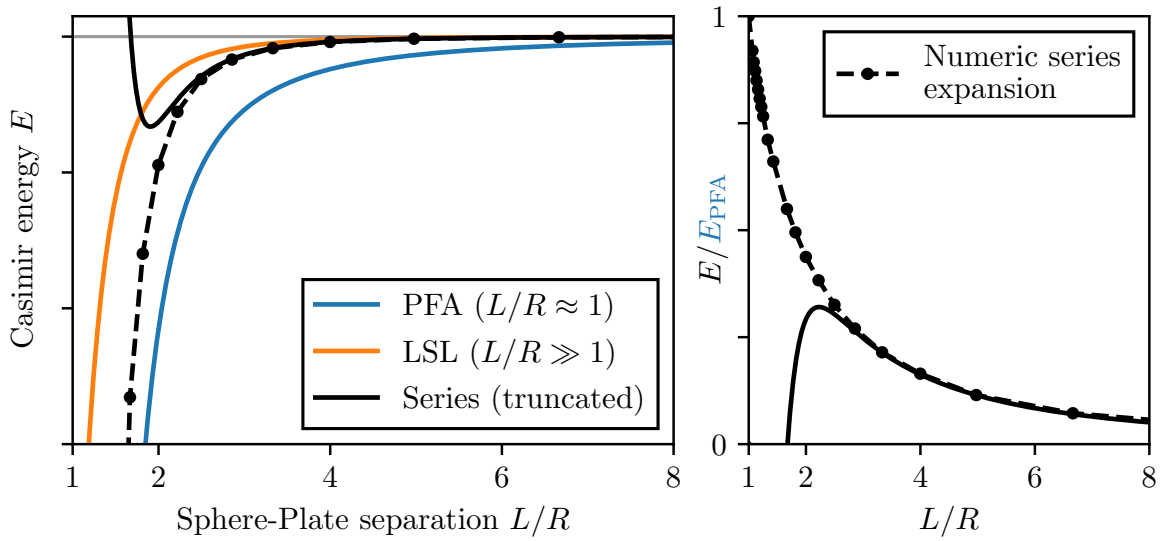 Casimir energy E
PFA (L/R ≈ 1)
LSL (L/R ≫ 1)
Series (truncated)
1 2 4 6 8
Sphere-Plate separation L/R
1
0
E/E_PFA
Numeric series
expansion
1 2 4 6 8
L/R